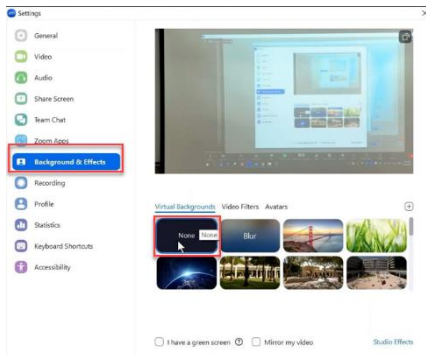 Settings
General
Video
Audio
Share Screen
Team Chat
Zoom Apps
Background & Effects
Recording
Profile
Statistics
Keyboard Shortcuts
Accessibility
Virtual Backgrounds Video Filters Avatars
None None Blur
I have a green screen Mirror my video Studio Effects